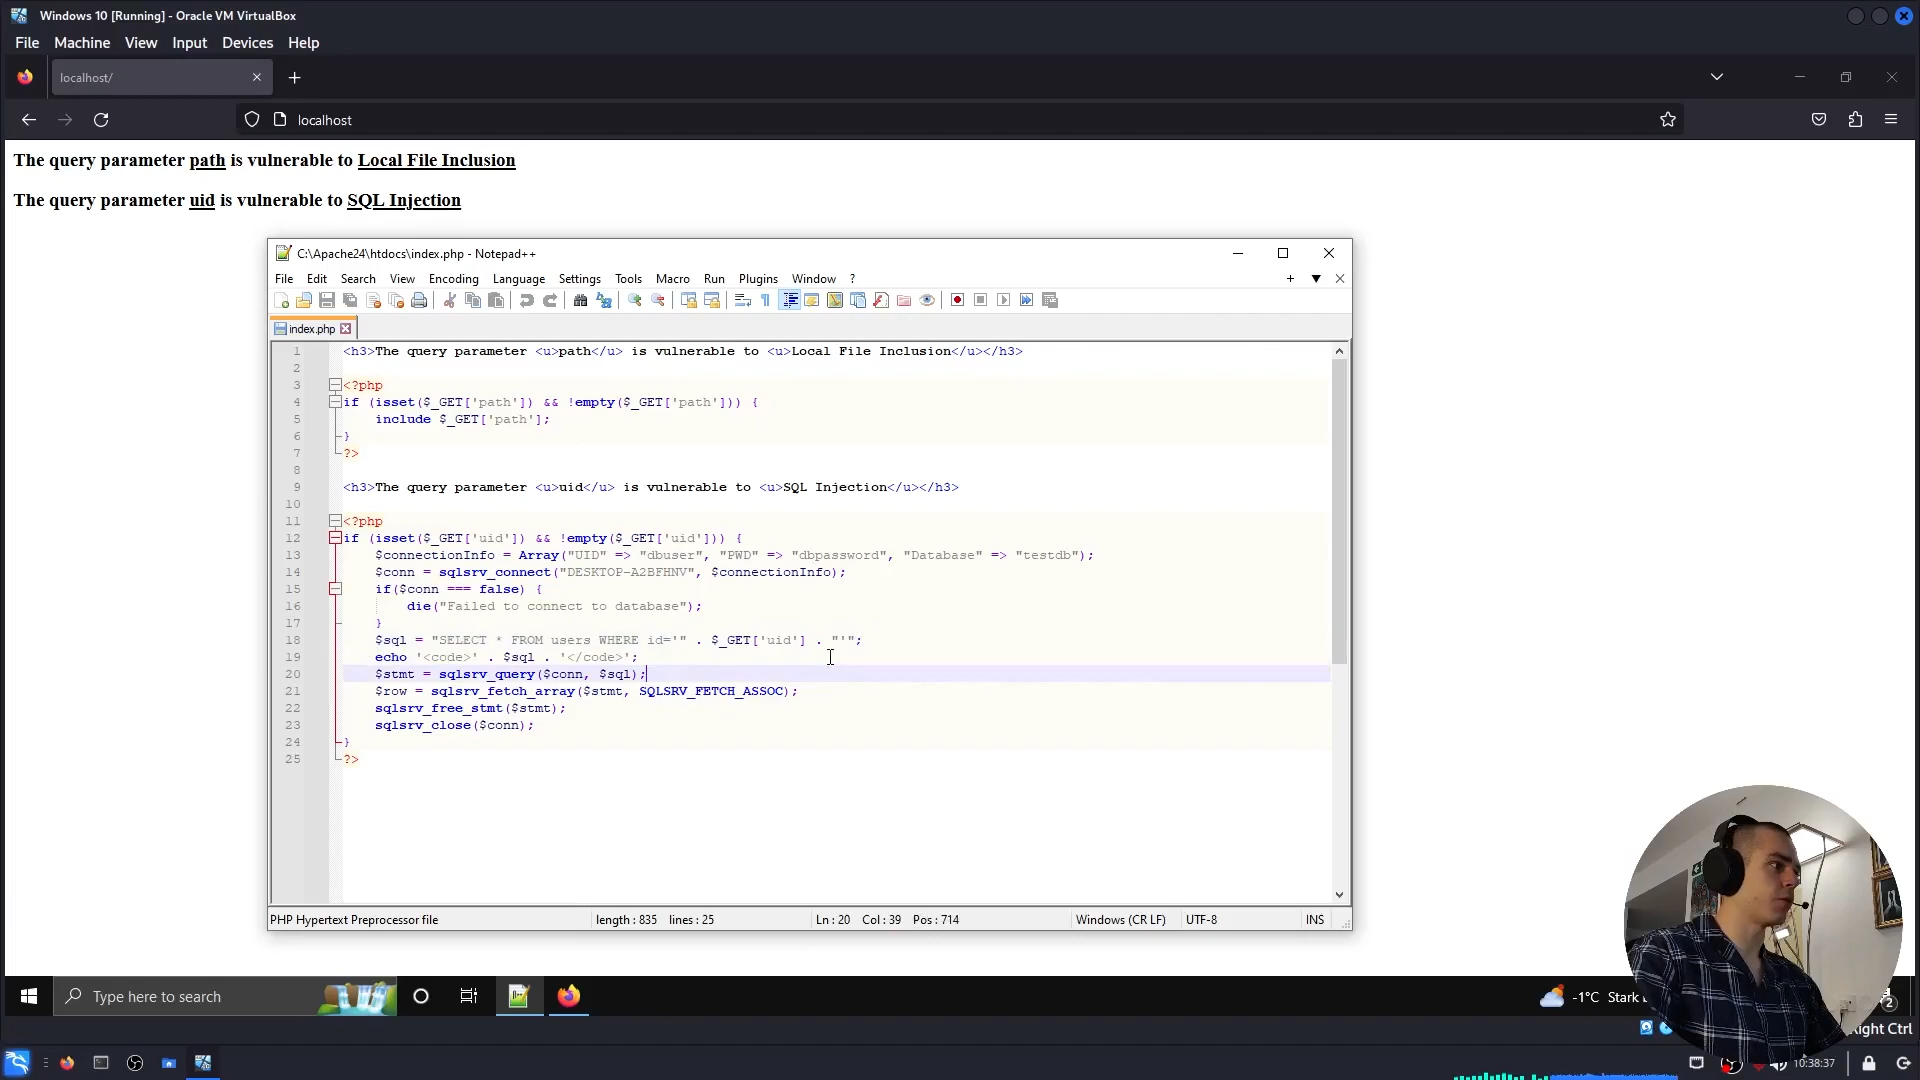 Windows 10 [Running] - Oracle VM VirtualBox
File Machine View Input Devices Help
localhost/
localhost
The query parameter path is vulnerable to Local File Inclusion
The query parameter uid is vulnerable to SQL Injection
C:\Apache24\htdocs\index.php - Notepad++
File Edit Search View Encoding Language Settings Tools Macro Run Plugins Window ?
index.php
1 <h3>The query parameter <u>path</u> is vulnerable to <u>Local File Inclusion</u></h3>
2
3 <?php
4 if (isset($_GET['path']) && !empty($_GET['path'])) {
5 include $_GET['path'];
6 }
7 ?>
8
9 <h3>The query parameter <u>uid</u> is vulnerable to <u>SQL Injection</u></h3>
10
11 <?php
12 if (isset($_GET['uid']) && !empty($_GET['uid'])) {
13 $connectionInfo = Array("UID" => "dbuser", "PWD" => "dbpassword", "Database" => "testdb");
14 $conn = sqlsrv_connect("DESKTOP-A2BFHNV", $connectionInfo);
15 if($conn === false) {
16 die("Failed to connect to database");
17 }
18 $sql = "SELECT * FROM users WHERE id='" . $_GET['uid'] . "'";
19 echo '<code>' . $sql . '</code>';
20 $stmt = sqlsrv_query($conn, $sql);
21 $row = sqlsrv_fetch_array($stmt, SQLSRV_FETCH_ASSOC);
22 sqlsrv_free_stmt($stmt);
23 sqlsrv_close($conn);
24 }
25 ?>
PHP Hypertext Preprocessor file length : 835 lines : 25 Ln : 20 Col : 39 Pos : 714 Windows (CR LF) UTF-8 INS
Type here to search
-1°C Stark
2
Right Ctrl
10:38:37